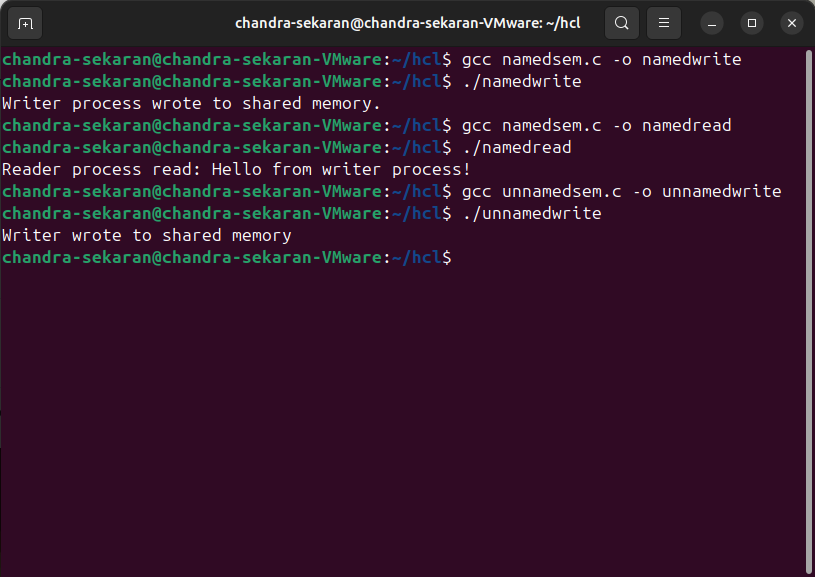 chandra-sekaran@chandra-sekaran-VMware: ~/hcl
chandra-sekaran@chandra-sekaran-VMware:~/hcl$ gcc namedsem.c -o namedwrite
chandra-sekaran@chandra-sekaran-VMware:~/hcl$ ./namedwrite
Writer process wrote to shared memory.
chandra-sekaran@chandra-sekaran-VMware:~/hcl$ gcc namedsem.c -o namedread
chandra-sekaran@chandra-sekaran-VMware:~/hcl$ ./namedread
Reader process read: Hello from writer process!
chandra-sekaran@chandra-sekaran-VMware:~/hcl$ gcc unnamedsem.c -o unnamedwrite
chandra-sekaran@chandra-sekaran-VMware:~/hcl$ ./unnamedwrite
Writer wrote to shared memory
chandra-sekaran@chandra-sekaran-VMware:~/hcl$